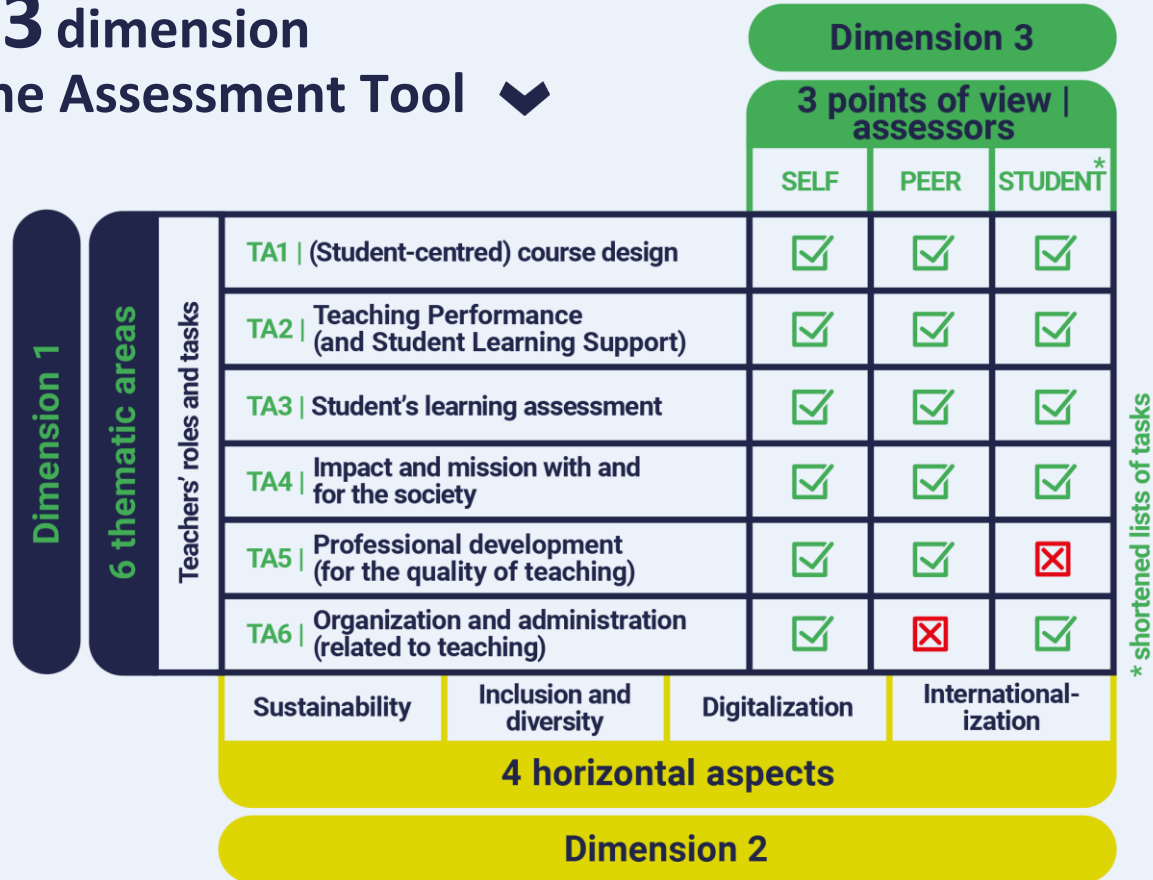 3 dimension
ne Assessment Tool
Dimension 3
3 points of view |
assessors
SELF
PEER
STUDENT*
Dimension 1
6 thematic areas
Teachers' roles and tasks
TA1 | (Student-centred) course design
TA2 | Teaching Performance
(and Student Learning Support)
TA3 | Student's learning assessment
TA4 | Impact and mission with and
for the society
TA5 | Professional development
(for the quality of teaching)
TA6 | Organization and administration
(related to teaching)
* shortened lists of tasks
Sustainability
Inclusion and
diversity
Digitalization
International-
ization
4 horizontal aspects
Dimension 2